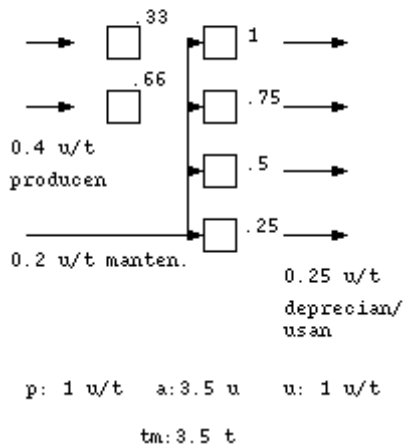 .33
1
.66
.75
0.4 u/t
producen
.5
.25
0.2 u/t manten.
0.25 u/t
deprecian/
usan
p: 1 u/t a:3.5 u u: 1 u/t
tm:3.5 t